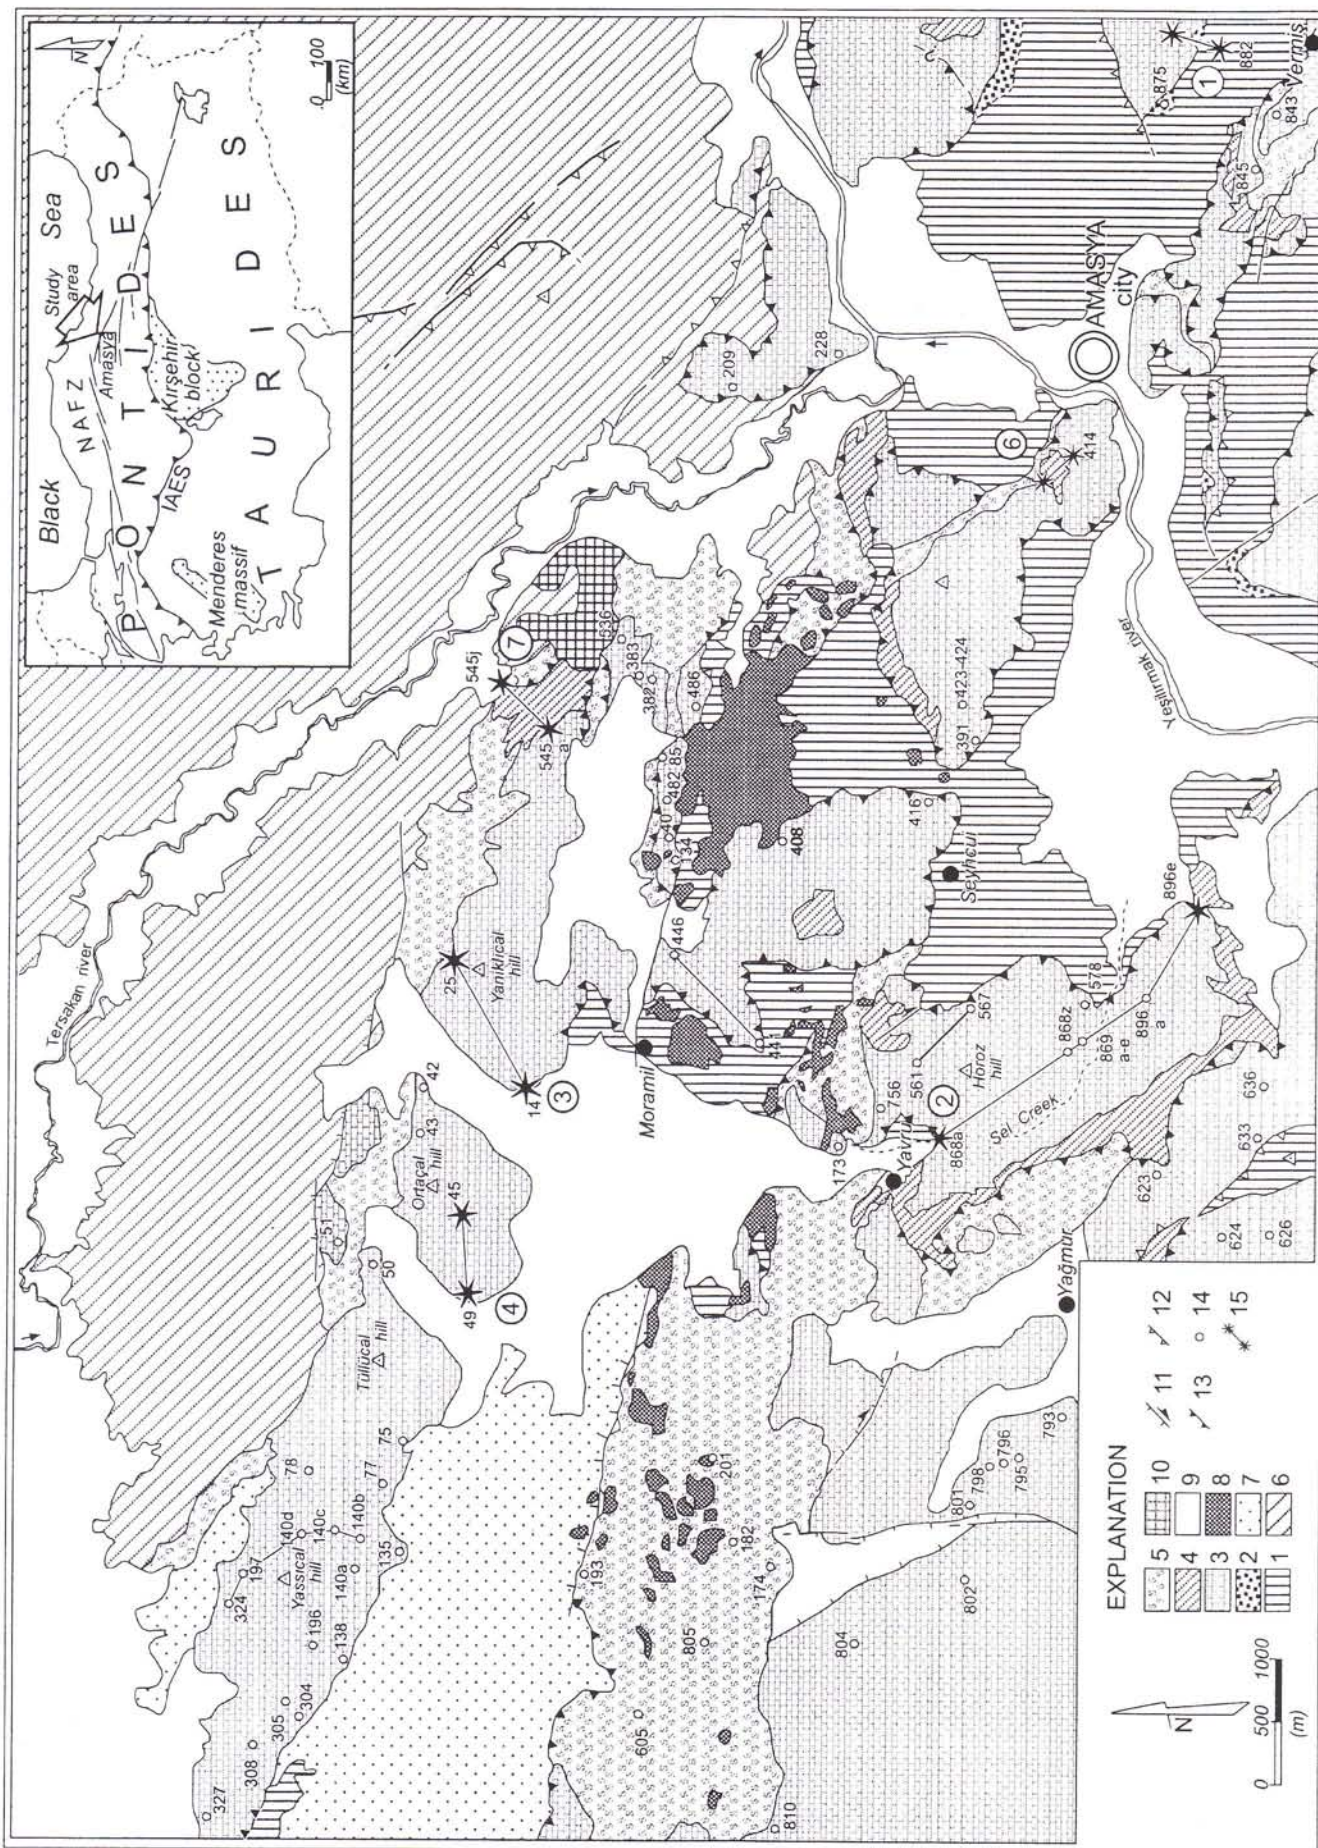 Black Sea
Study
area
NAFZ
Amasya
PONTIDES
IAES
Kırşehir
block
Menderes
massif
TAURIDES
N
0 100
(km)
Tersakan river
327
308
305
304
324
197
196
138
Yassıcal
hill
140d
140c
140b
140a
135
78
77
75
Tüllücal
hill
50
51
49
45
4
Ortaçal
hill
43
42
14
3
25
Yanıklıcal
hill
545j
7
545
a
536
383
382
486
85
482
40
134
446
441
Moramıl
408
416
391
423-424
209
228
6
414
AMASYA
city
Yeşilırmak river
875
1
882
843
845
Vermiş
193
201
182
174
605
805
810
804
802
801
798
796
795
793
173
Yavru
756
2
868a
561
567
Horoz
hill
Sel Creek
868z
869
a-e
578
896
a
896e
Seyhcui
Yağmur
623
624
626
633
636
EXPLANATION
5
4
3
2
1
10
9
8
7
6
11
12
13
14
15
N
0 500 1000
(m)